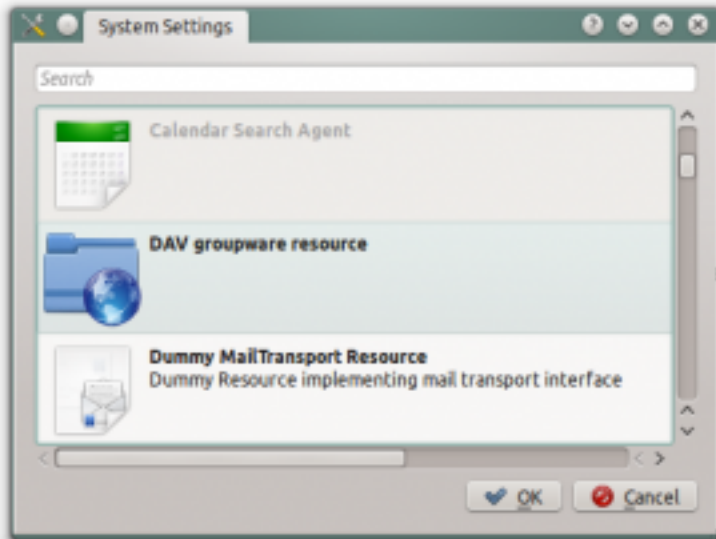 System Settings
Search
Calendar Search Agent
DAV groupware resource
Dummy MailTransport Resource
Dummy Resource implementing mail transport interface
OK
Cancel